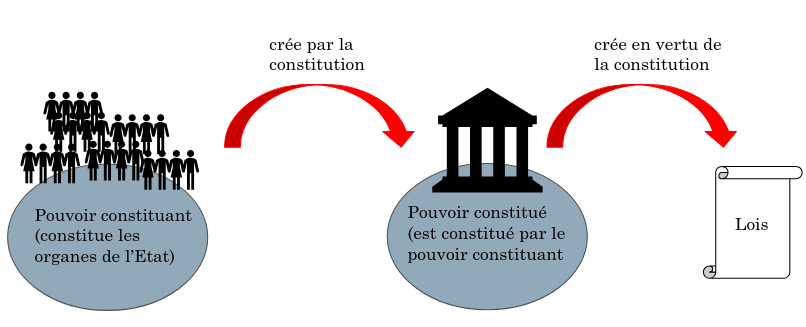 crée par la
constitution
crée en vertu de
la constitution
Pouvoir constituant
(constitue les
organes de l'Etat)
Pouvoir constitué
(est constitué par le
pouvoir constituant
Lois